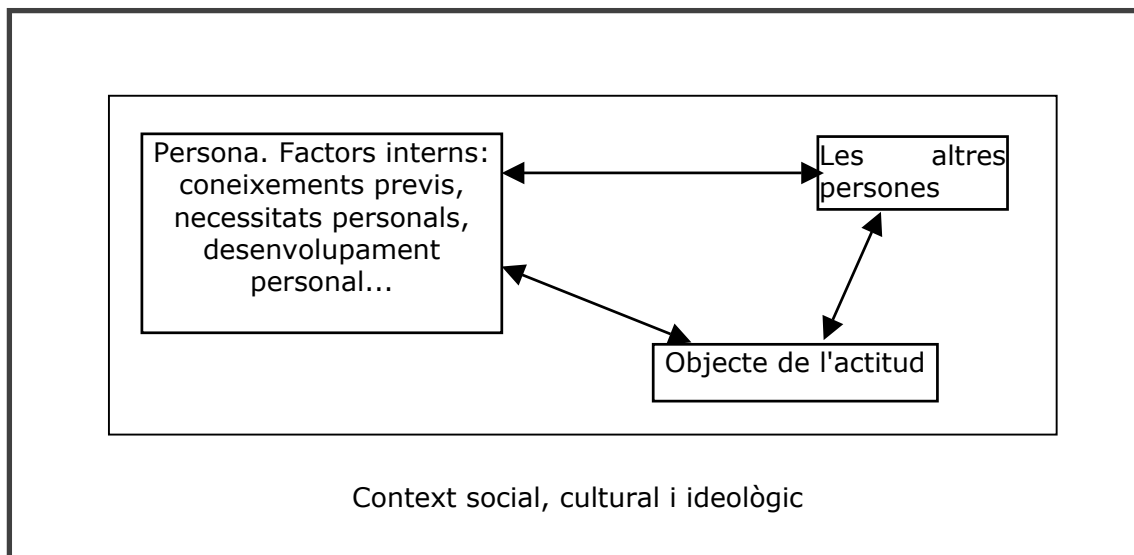 Persona. Factors interns:
coneixements previs,
necessitats personals,
desenvolupament
personal...
Les altres
persones
Objecte de l'actitud
Context social, cultural i ideològic